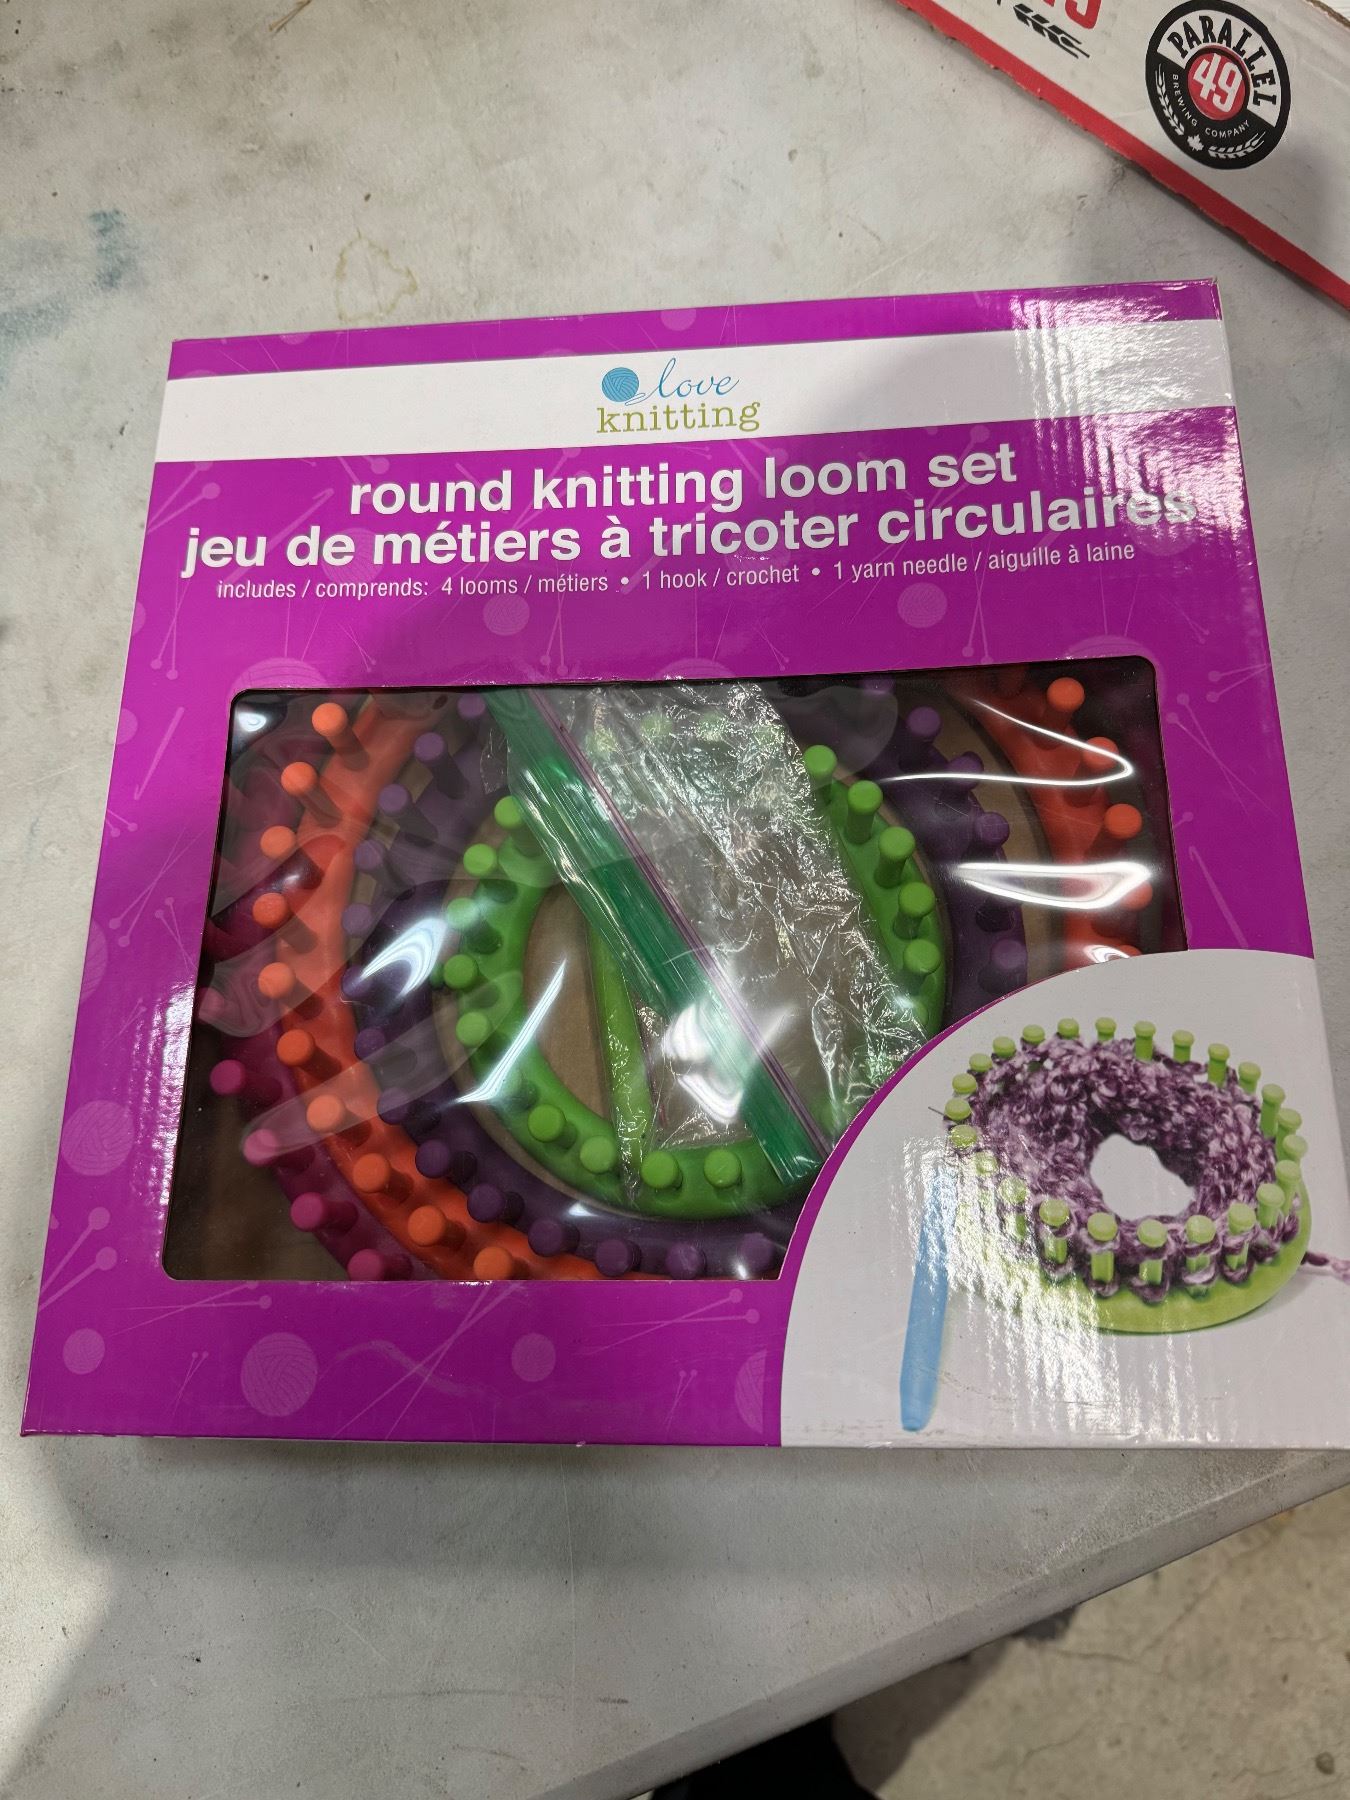 PARALLEL
49
BREWING COMPANY
love
knitting
round knitting loom set
jeu de métiers à tricoter circulaires
includes / comprends: 4 looms / métiers • 1 hook / crochet • 1 yarn needle / aiguille à laine